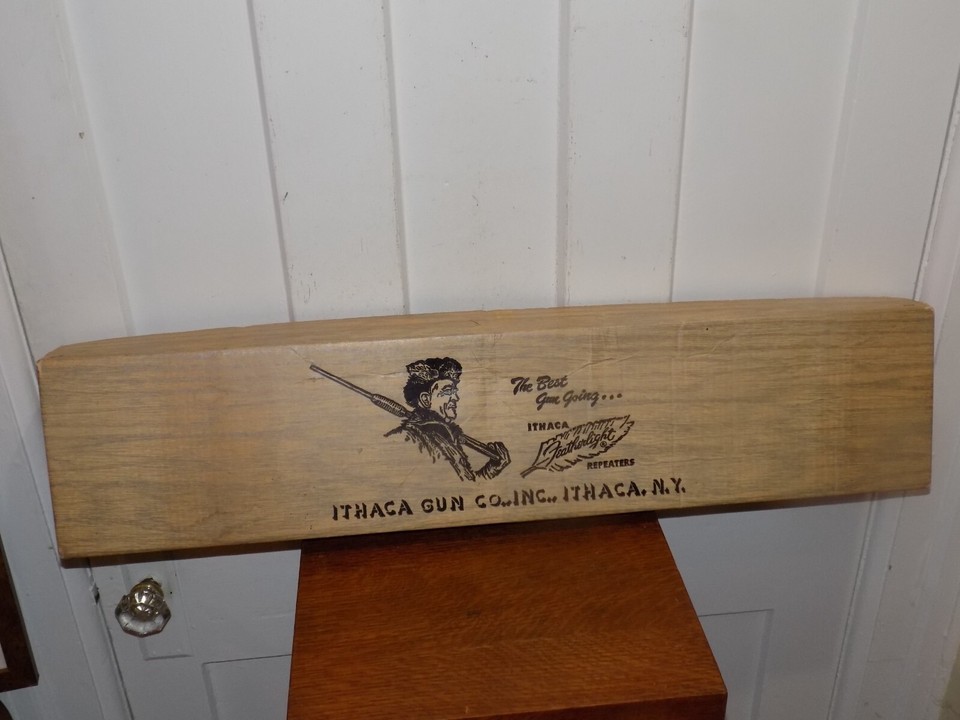 The Best
Gun Going...
ITHACA
Featherlight ®
REPEATERS
ITHACA GUN CO., INC., ITHACA, N.Y.